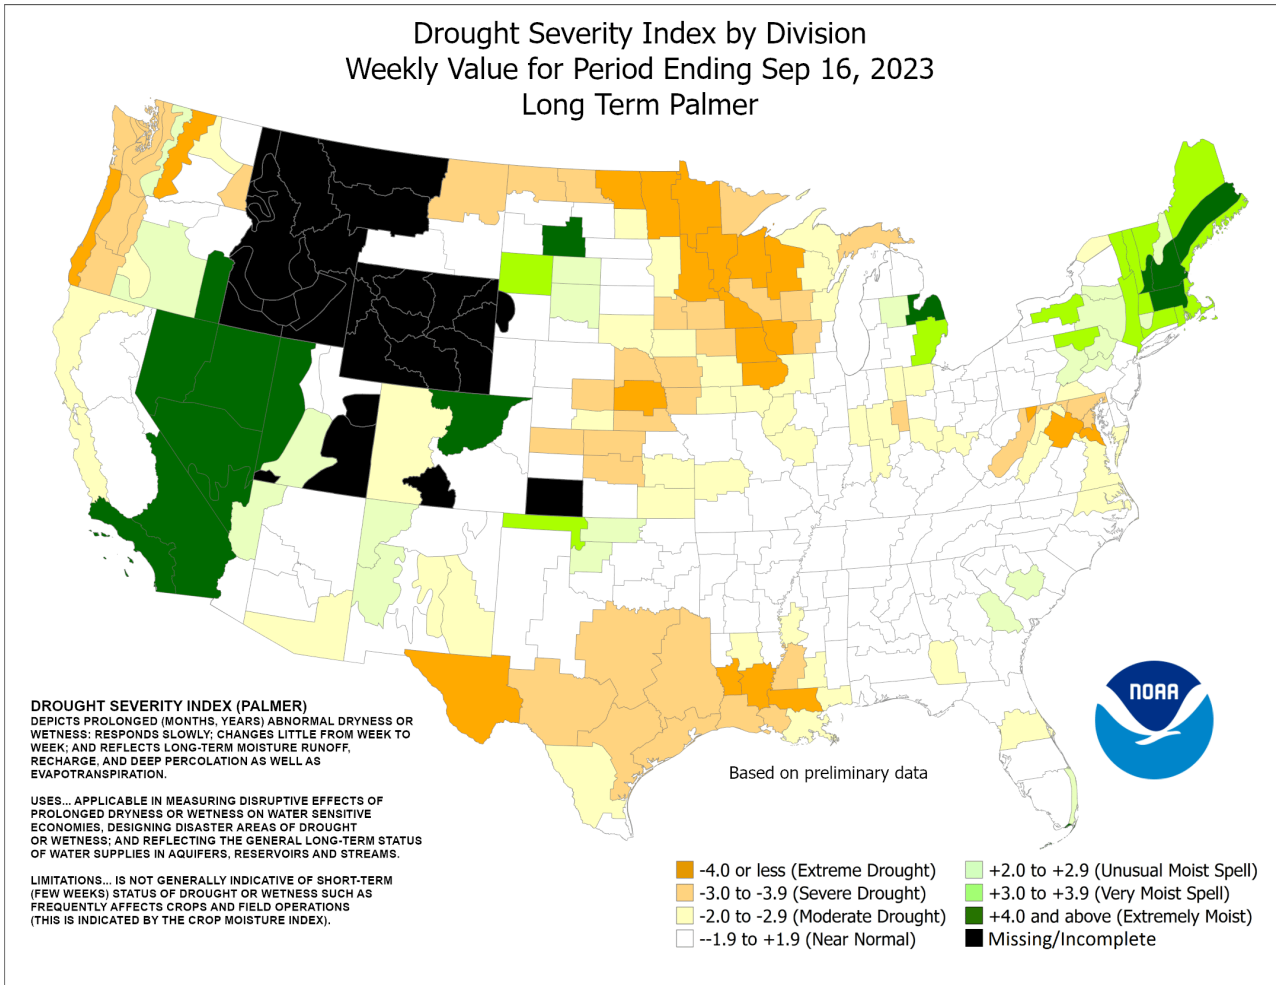 Drought Severity Index by Division
Weekly Value for Period Ending Sep 16, 2023
Long Term Palmer
DROUGHT SEVERITY INDEX (PALMER)
DEPICTS PROLONGED (MONTHS, YEARS) ABNORMAL DRYNESS OR
WETNESS: RESPONDS SLOWLY; CHANGES LITTLE FROM WEEK TO
WEEK; AND REFLECTS LONG-TERM MOISTURE RUNOFF,
RECHARGE, AND DEEP PERCOLATION AS WELL AS
EVAPOTRANSPIRATION.
USES... APPLICABLE IN MEASURING DISRUPTIVE EFFECTS OF
PROLONGED DRYNESS OR WETNESS ON WATER SENSITIVE
ECONOMIES, DESIGNING DISASTER AREAS OF DROUGHT
OR WETNESS; AND REFLECTING THE GENERAL LONG-TERM STATUS
OF WATER SUPPLIES IN AQUIFERS, RESERVOIRS AND STREAMS.
LIMITATIONS... IS NOT GENERALLY INDICATIVE OF SHORT-TERM
(FEW WEEKS) STATUS OF DROUGHT OR WETNESS SUCH AS
FREQUENTLY AFFECTS CROPS AND FIELD OPERATIONS
(THIS IS INDICATED BY THE CROP MOISTURE INDEX).
NOAA
Based on preliminary data
-4.0 or less (Extreme Drought)
-3.0 to -3.9 (Severe Drought)
-2.0 to -2.9 (Moderate Drought)
--1.9 to +1.9 (Near Normal)
+2.0 to +2.9 (Unusual Moist Spell)
+3.0 to +3.9 (Very Moist Spell)
+4.0 and above (Extremely Moist)
Missing/Incomplete